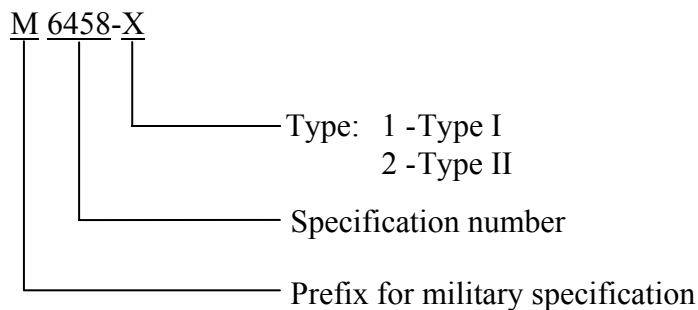 M 6458-X
Type: 1 -Type I
2 -Type II
Specification number
Prefix for military specification